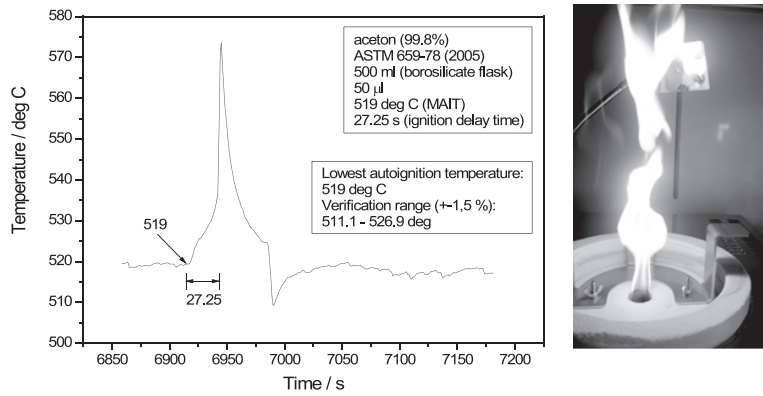 580
570
560
550
540
530
520
510
500
Temperature / deg C
6850 6900 6950 7000 7050 7100 7150 7200
Time / s
519
27.25
aceton (99.8%)
ASTM 659-78 (2005)
500 ml (borosilicate flask)
50 µl
519 deg C (MAIT)
27.25 s (ignition delay time)
Lowest autoignition temperature:
519 deg C
Verification range (+-1,5 %):
511.1 - 526.9 deg